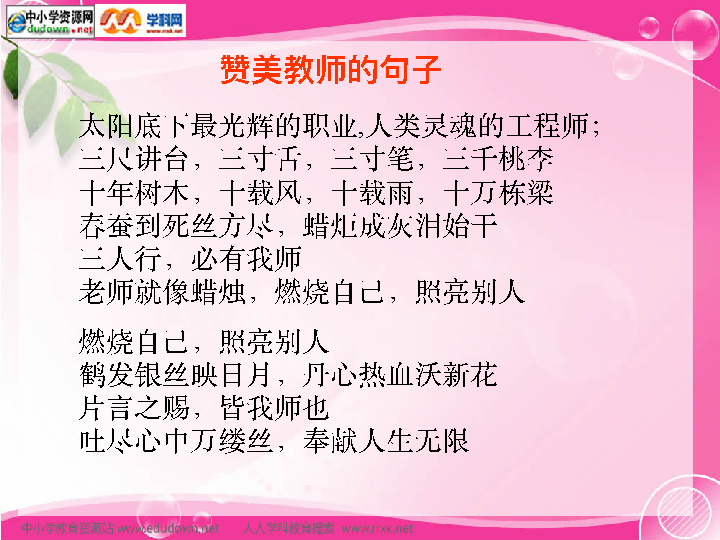 中小学资源网
dudown.net
学科网
www.nxk.net
赞美教师的句子
太阳底下最光辉的职业,人类灵魂的工程师；
三尺讲台，三寸舌，三寸笔，三千桃李
十年树木，十载风，十载雨，十万栋梁
春蚕到死丝方尽，蜡炬成灰泪始干
三人行，必有我师
老师就像蜡烛，燃烧自己，照亮别人
燃烧自己，照亮别人
鹤发银丝映日月，丹心热血沃新花
片言之赐，皆我师也
吐尽心中万缕丝，奉献人生无限
中小学教育资源站 www.edudown.net 人人学科教育搜索 www.nxk.net